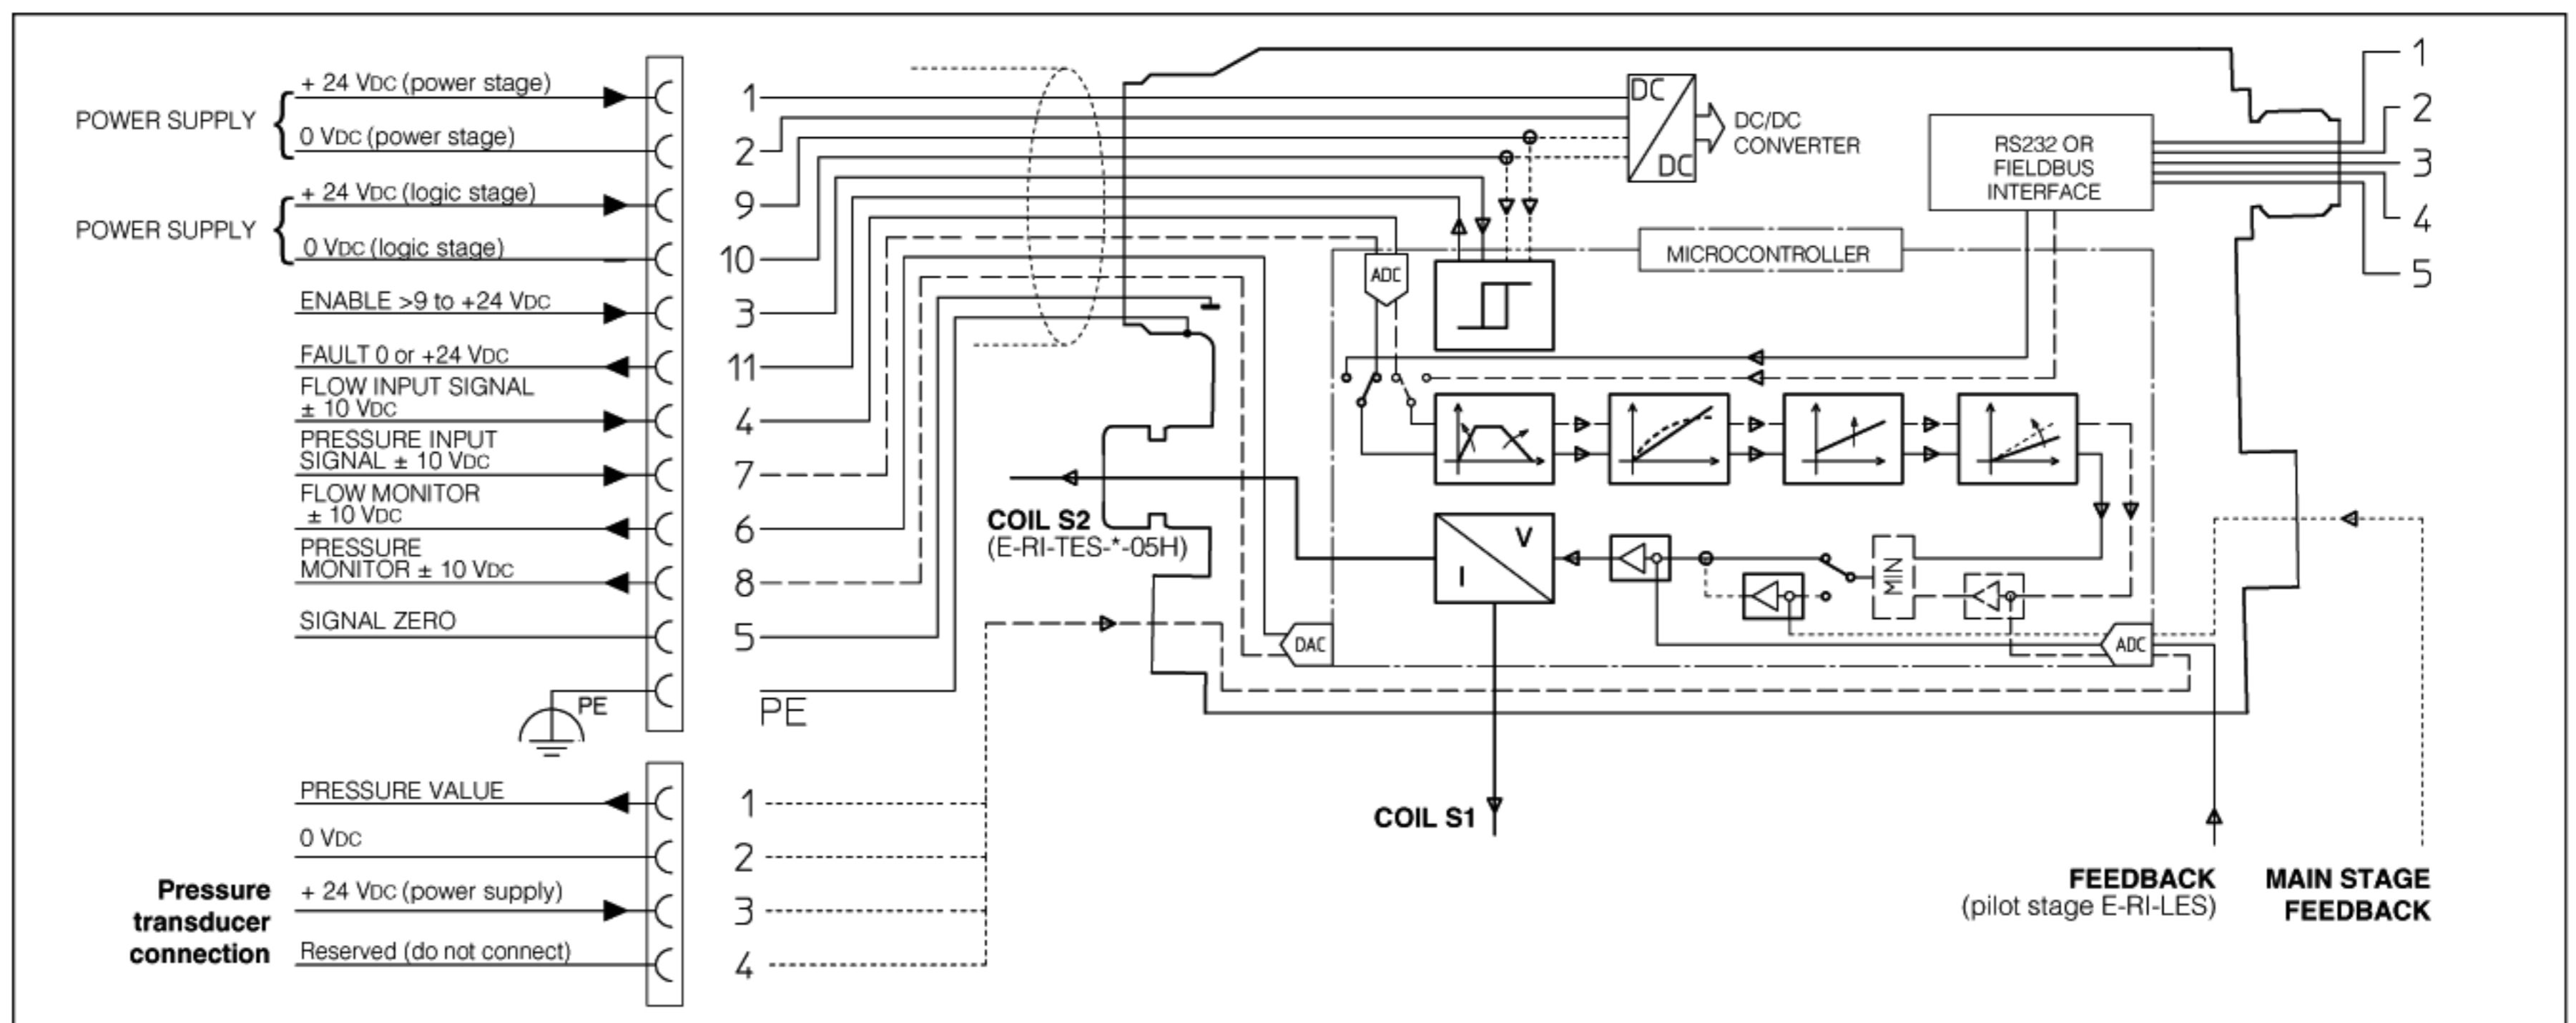 + 24 VDC (power stage)
POWER SUPPLY
0 VDC (power stage)
+ 24 VDC (logic stage)
POWER SUPPLY
0 VDC (logic stage)
ENABLE >9 to +24 VDC
FAULT 0 or +24 VDC
FLOW INPUT SIGNAL
± 10 VDC
PRESSURE INPUT
SIGNAL ± 10 VDC
FLOW MONITOR
± 10 VDC
PRESSURE
MONITOR ± 10 VDC
SIGNAL ZERO
PE
1
2
9
10
3
11
4
7
6
8
5
PE
PRESSURE VALUE
0 VDC
+ 24 VDC (power supply)
Reserved (do not connect)
Pressure
transducer
connection
1
2
3
4
DC
DC
DC/DC
CONVERTER
RS232 OR
FIELDBUS
INTERFACE
1
2
3
4
5
MICROCONTROLLER
ADC
COIL S2
(E-RI-TES-*-05H)
V
I
MIN
DAC
ADC
COIL S1
FEEDBACK
(pilot stage E-RI-LES)
MAIN STAGE
FEEDBACK